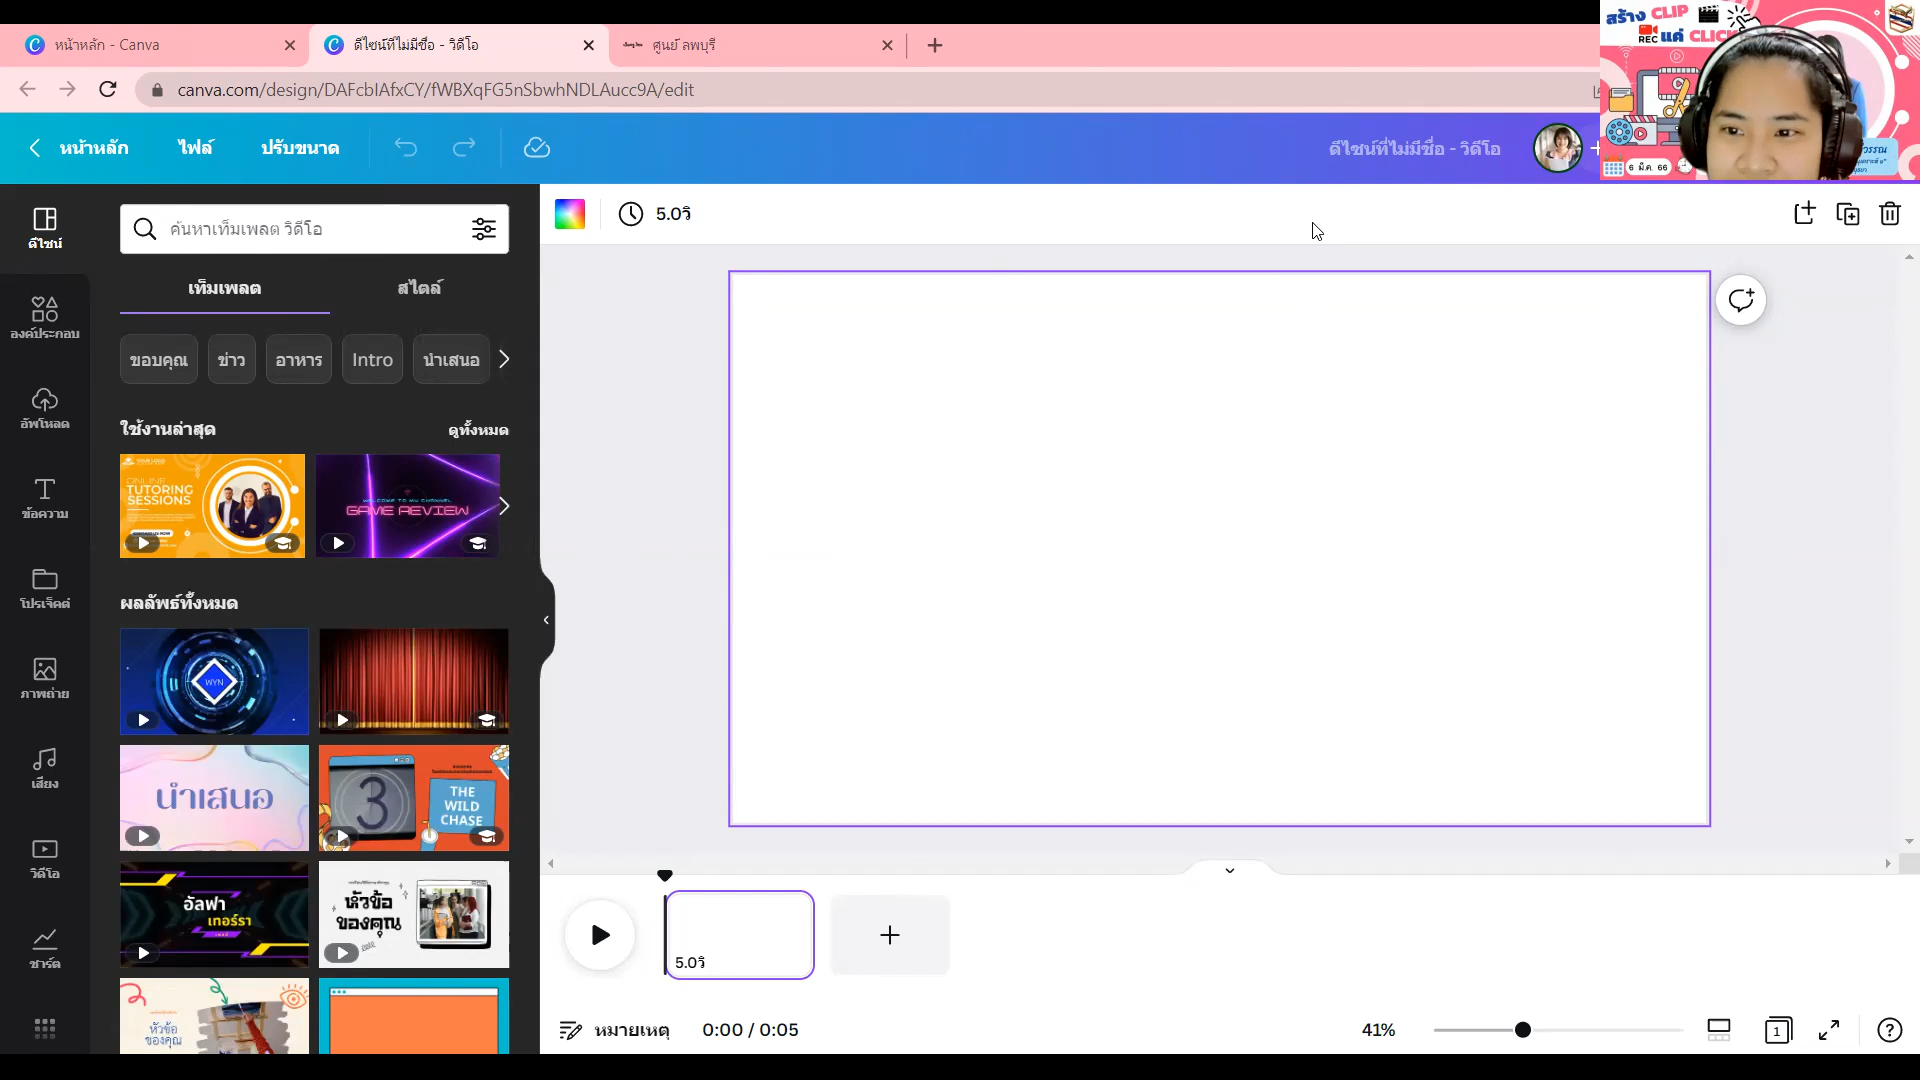 หน้าหลัก - Canva
ดีไซน์ที่ไม่มีชื่อ - วิดีโอ
ศูนย์ ลพบุรี
canva.com/design/DAFcbIAfxCY/fWBXqFG5nSbwhNDLAucc9A/edit
สร้าง CLIP
REC แค่ CLICK
6 มี.ค. 66
หน้าหลัก
ไฟล์
ปรับขนาด
ดีไซน์ที่ไม่มีชื่อ - วิดีโอ
ดีไซน์
องค์ประกอบ
อัพโหลด
ข้อความ
โปรเจ็คต์
ภาพถ่าย
เสียง
วิดีโอ
ชาร์ต
ค้นหาเท็มเพลต วิดีโอ
5.0วิ
เท็มเพลต
สไตล์
ขอบคุณ
ข่าว
อาหาร
Intro
นำเสนอ
ใช้งานล่าสุด
ดูทั้งหมด
ONLINE
TUTORING
SESSIONS
WELCOME TO MY CHANNEL
GAME REVIEW
ผลลัพธ์ทั้งหมด
WYN
นำเสนอ
3
THE
WILD
CHASE
อัลฟา
เทอร์รา
หัวข้อ
ของคุณ
หัวข้อ
ของคุณ
5.0วิ
หมายเหตุ
0:00 / 0:05
41%
1